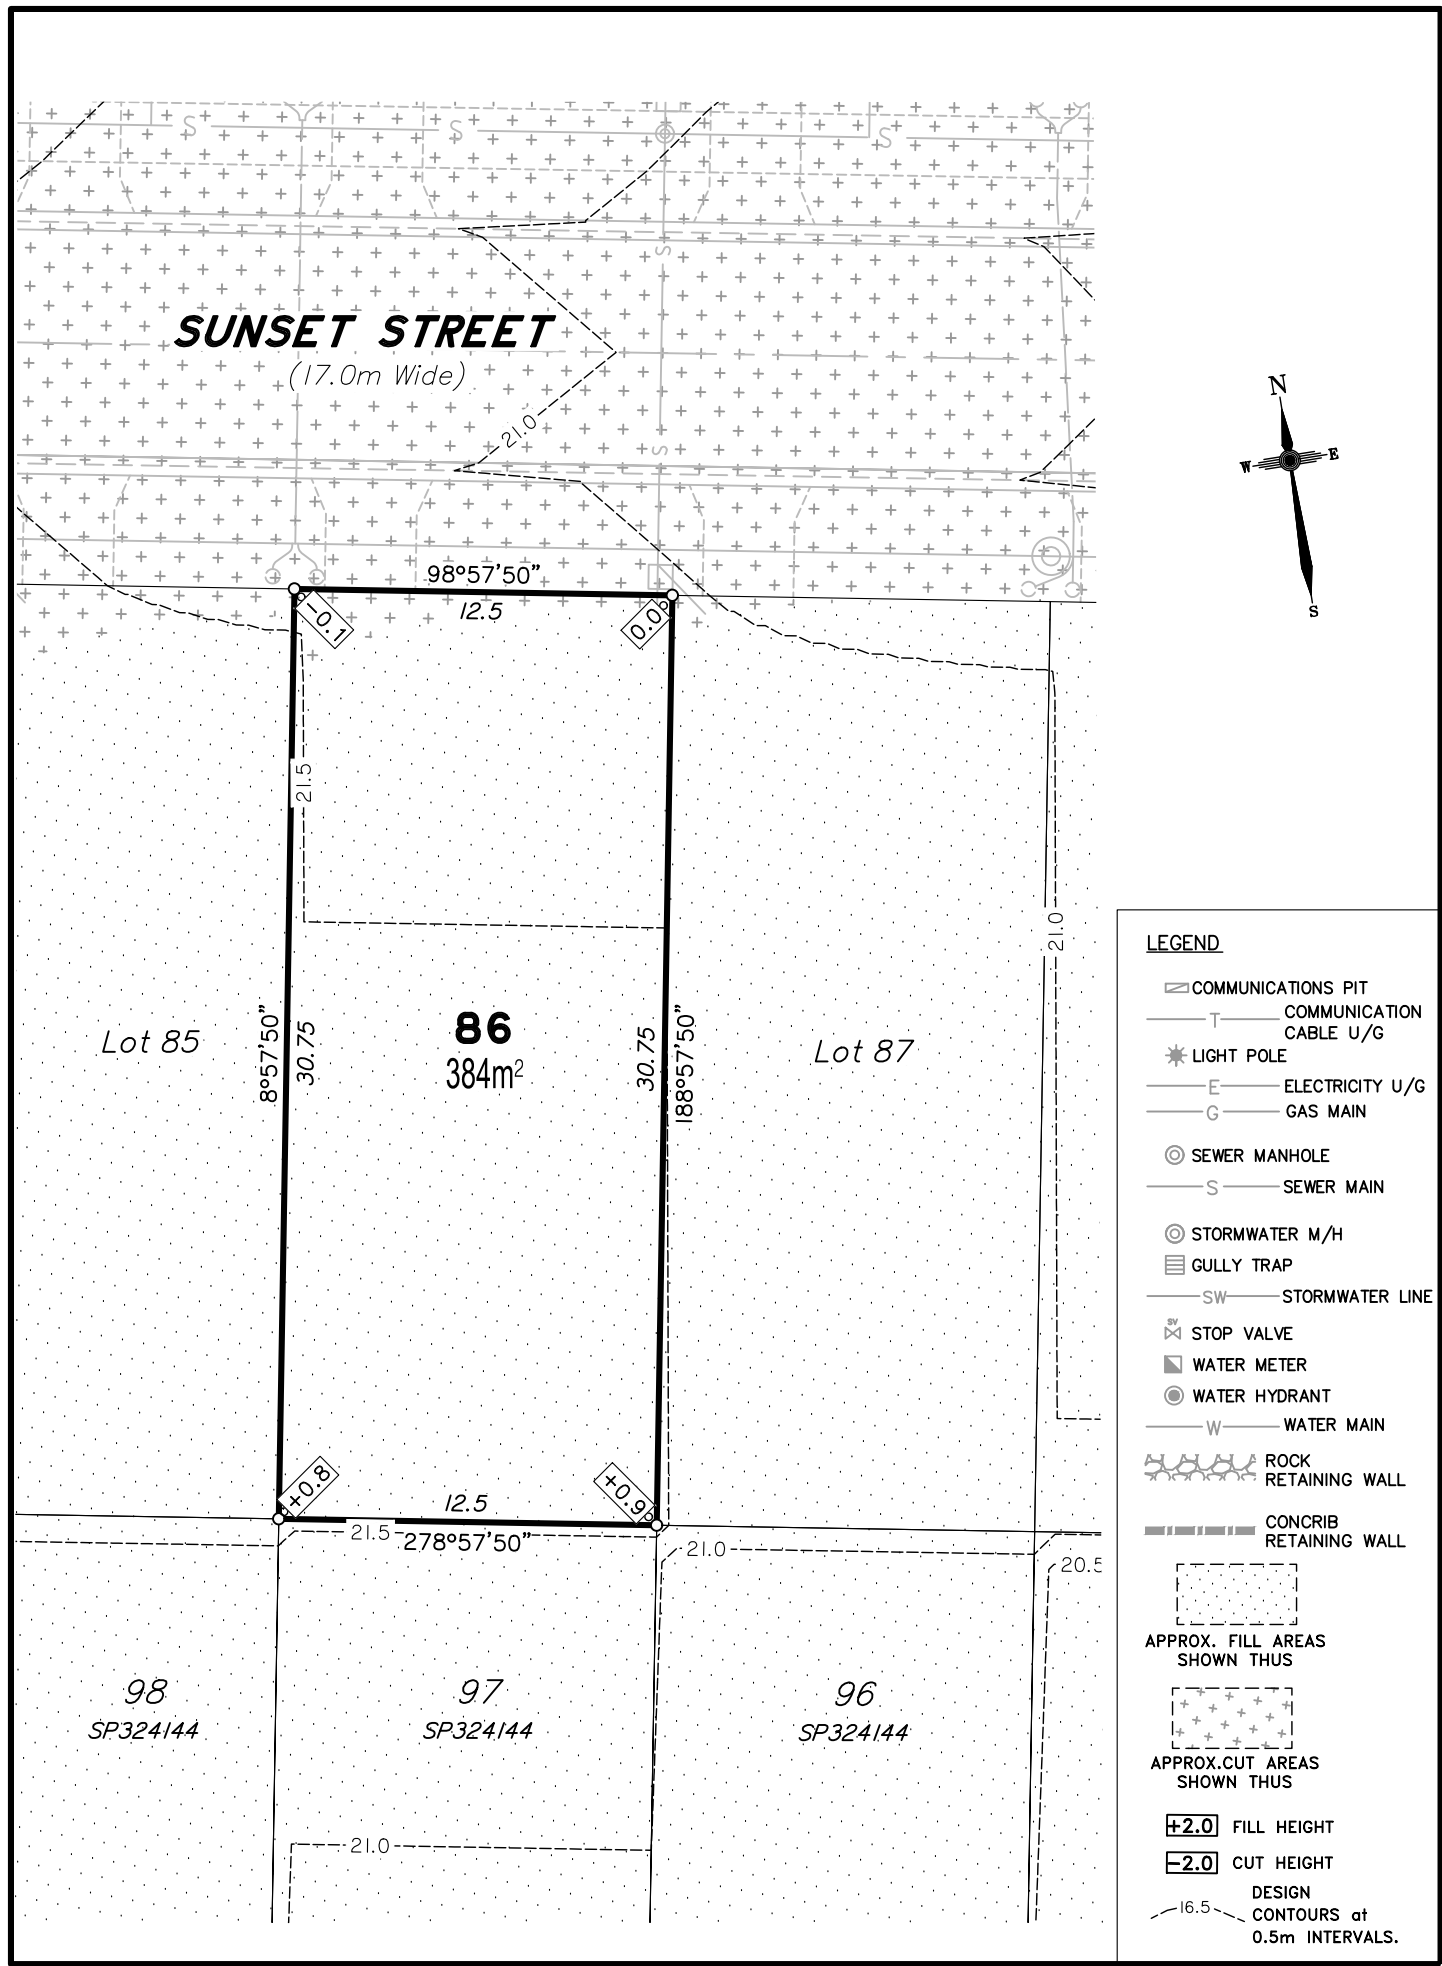 S
S
S
S
SUNSET STREET
(17.0m Wide)
21.0
S
N
W
E
S
98°57'50"
12.5
-0.1
0.0
21.5
21.0
Lot 85
8°57'50"
30.75
86
384m²
30.75
188°57'50"
Lot 87
+0.8
12.5
+0.9
21.5
278°57'50"
21.0
20.5
98
SP324144
97
SP324144
96
SP324144
21.0
LEGEND
COMMUNICATIONS PIT
T
COMMUNICATION
CABLE U/G
LIGHT POLE
E
ELECTRICITY U/G
G
GAS MAIN
SEWER MANHOLE
S
SEWER MAIN
STORMWATER M/H
GULLY TRAP
SW
STORMWATER LINE
SV
STOP VALVE
WATER METER
WATER HYDRANT
W
WATER MAIN
ROCK
RETAINING WALL
CONCRIB
RETAINING WALL
APPROX. FILL AREAS
SHOWN THUS
APPROX.CUT AREAS
SHOWN THUS
+2.0
FILL HEIGHT
-2.0
CUT HEIGHT
DESIGN
16.5
CONTOURS at
0.5m INTERVALS.